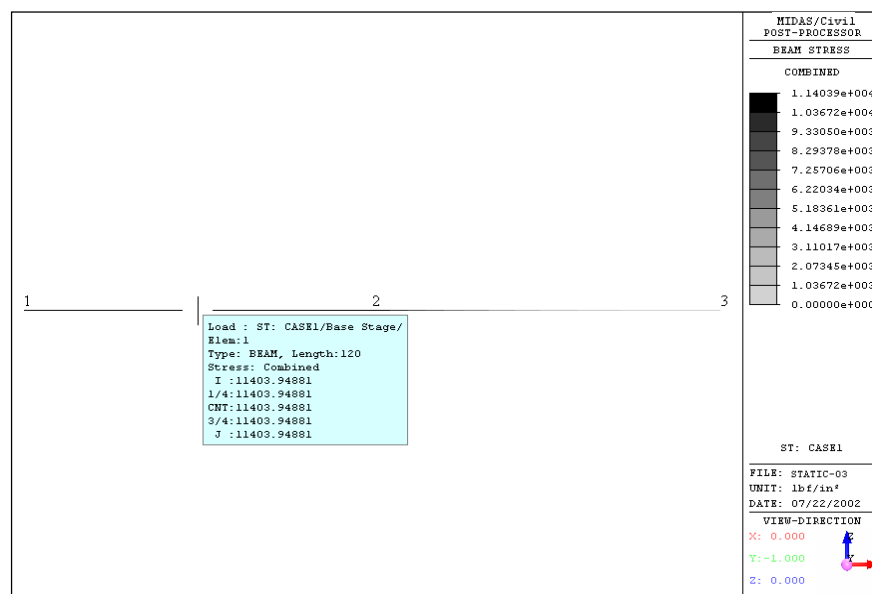 1
2
3
Load : ST: CASE1/Base Stage/
Elem:1
Type: BEAM, Length:120
Stress: Combined
I :11403.94881
1/4:11403.94881
CNT:11403.94881
3/4:11403.94881
J :11403.94881
MIDAS/Civil
POST-PROCESSOR
BEAM STRESS
COMBINED
1.14039e+004
1.03672e+004
9.33050e+003
8.29378e+003
7.25706e+003
6.22034e+003
5.18361e+003
4.14689e+003
3.11017e+003
2.07345e+003
1.03672e+003
0.00000e+000
ST: CASE1
FILE: STATIC-03
UNIT: lbf/in²
DATE: 07/22/2002
VIEW-DIRECTION
X: 0.000
Y:-1.000
Z: 0.000
Z